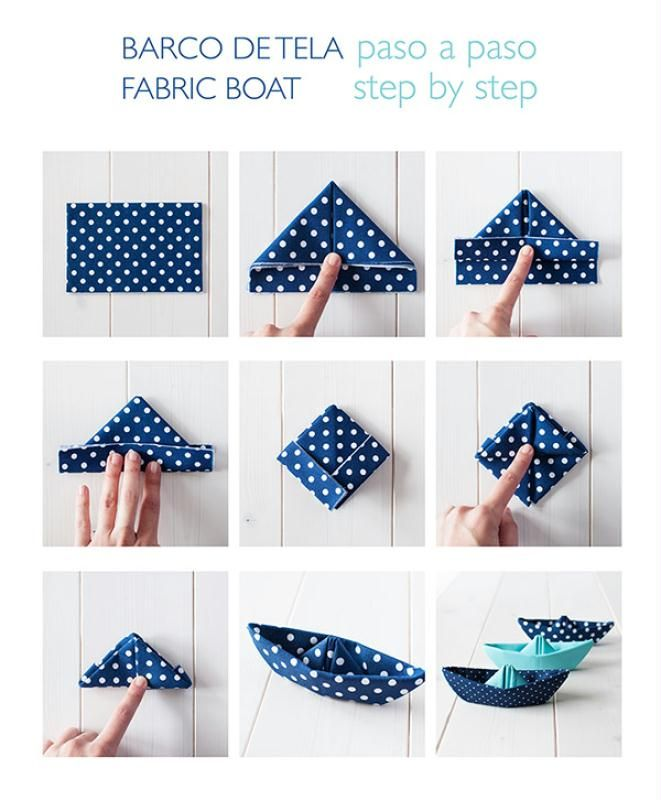 BARCO DE TELA paso a paso
FABRIC BOAT step by step